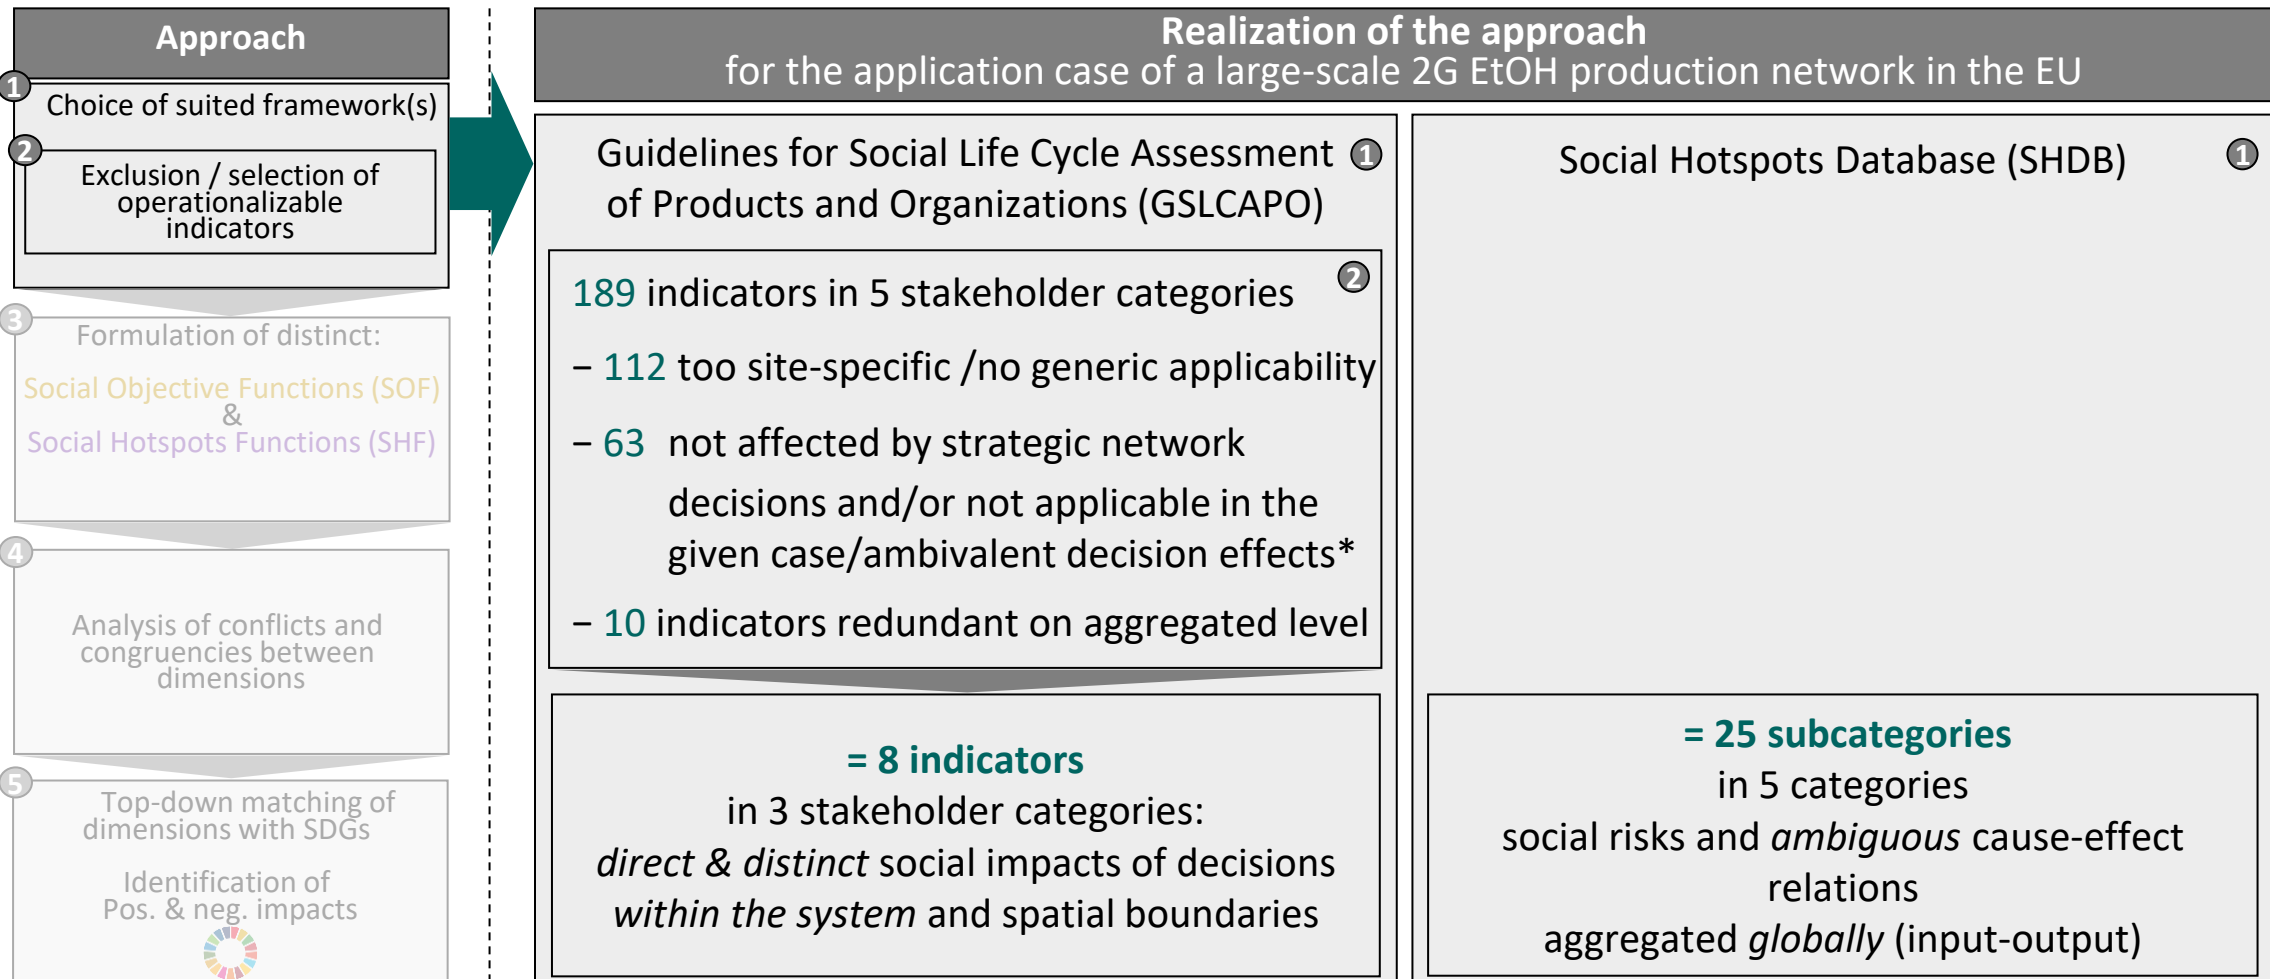 Approach
1
Choice of suited framework(s)
2
Exclusion / selection of
operationalizable
indicators
3
Formulation of distinct:
Social Objective Functions (SOF)
&
Social Hotspots Functions (SHF)
4
Analysis of conflicts and
congruencies between
dimensions
5
Top-down matching of
dimensions with SDGs
Identification of
Pos. & neg. impacts
Realization of the approach
for the application case of a large-scale 2G EtOH production network in the EU
Guidelines for Social Life Cycle Assessment 1
of Products and Organizations (GSLCAPO)
2
189 indicators in 5 stakeholder categories
− 112 too site-specific /no generic applicability
− 63 not affected by strategic network
decisions and/or not applicable in the
given case/ambivalent decision effects*
− 10 indicators redundant on aggregated level
= 8 indicators
in 3 stakeholder categories:
direct & distinct social impacts of decisions
within the system and spatial boundaries
Social Hotspots Database (SHDB) 1
= 25 subcategories
in 5 categories
social risks and ambiguous cause-effect
relations
aggregated globally (input-output)